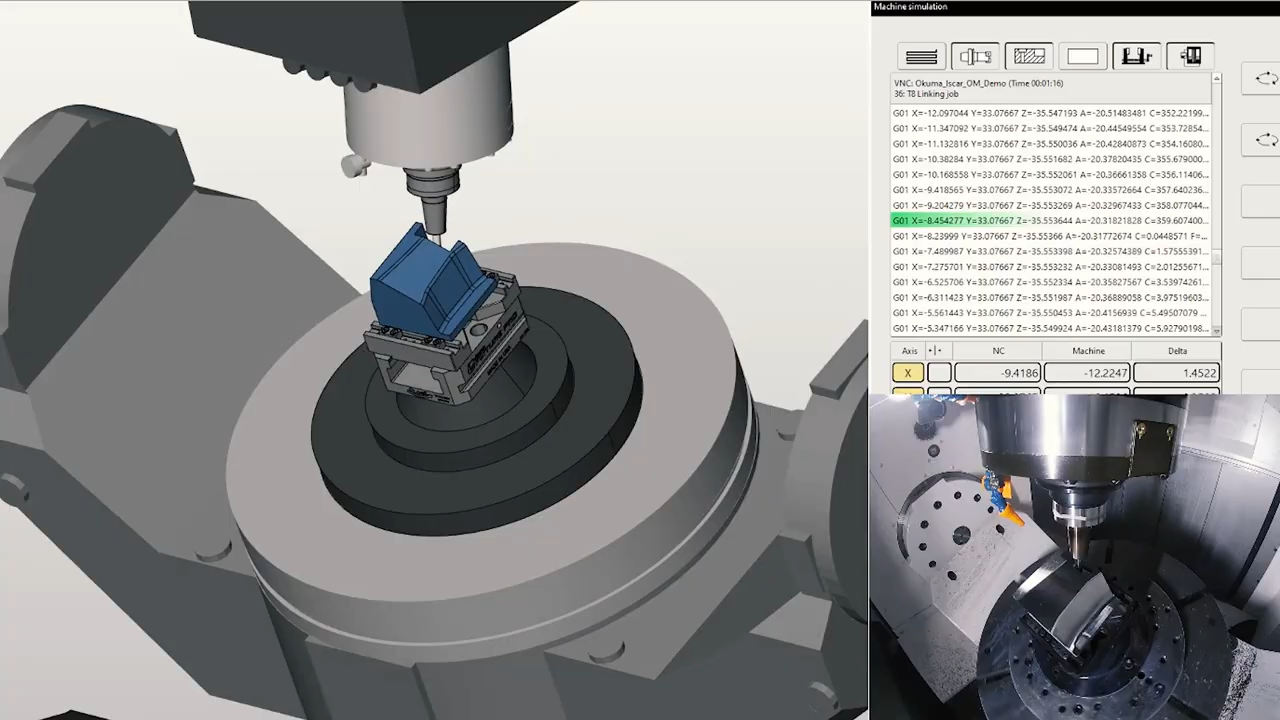 Machine simulation
VNC: Okuma_Iscar_OM_Demo (Time 00:01:16)
36: T8 Linking job
G01 X=-12.097044 Y=33.07667 Z=-35.547193 A=-20.51483481 C=352.22199...
G01 X=-11.347092 Y=33.07667 Z=-35.549474 A=-20.44549554 C=353.72854...
G01 X=-11.132816 Y=33.07667 Z=-35.550036 A=-20.42840873 C=354.16080...
G01 X=-10.38284 Y=33.07667 Z=-35.551682 A=-20.37820435 C=355.679000...
G01 X=-10.168558 Y=33.07667 Z=-35.552061 A=-20.36661358 C=356.11406...
G01 X=-9.418565 Y=33.07667 Z=-35.553072 A=-20.33572664 C=357.640236...
G01 X=-9.204279 Y=33.07667 Z=-35.553269 A=-20.32967433 C=358.077044...
G01 X=-8.454277 Y=33.07667 Z=-35.553644 A=-20.31821828 C=359.607400...
G01 X=-8.23999 Y=33.07667 Z=-35.55366 A=-20.31772674 C=0.0448571 F=...
G01 X=-7.489987 Y=33.07667 Z=-35.553398 A=-20.32574389 C=1.57555391...
G01 X=-7.275701 Y=33.07667 Z=-35.553232 A=-20.33081493 C=2.01255671...
G01 X=-6.525706 Y=33.07667 Z=-35.552334 A=-20.35827567 C=3.53974261...
G01 X=-6.311423 Y=33.07667 Z=-35.551987 A=-20.36889058 C=3.97519603...
G01 X=-5.561443 Y=33.07667 Z=-35.550453 A=-20.4156939 C=5.49507079 ...
G01 X=-5.347166 Y=33.07667 Z=-35.549924 A=-20.43181379 C=5.92790198...
Axis NC Machine Delta
X -9.4186 -12.2247 1.4522